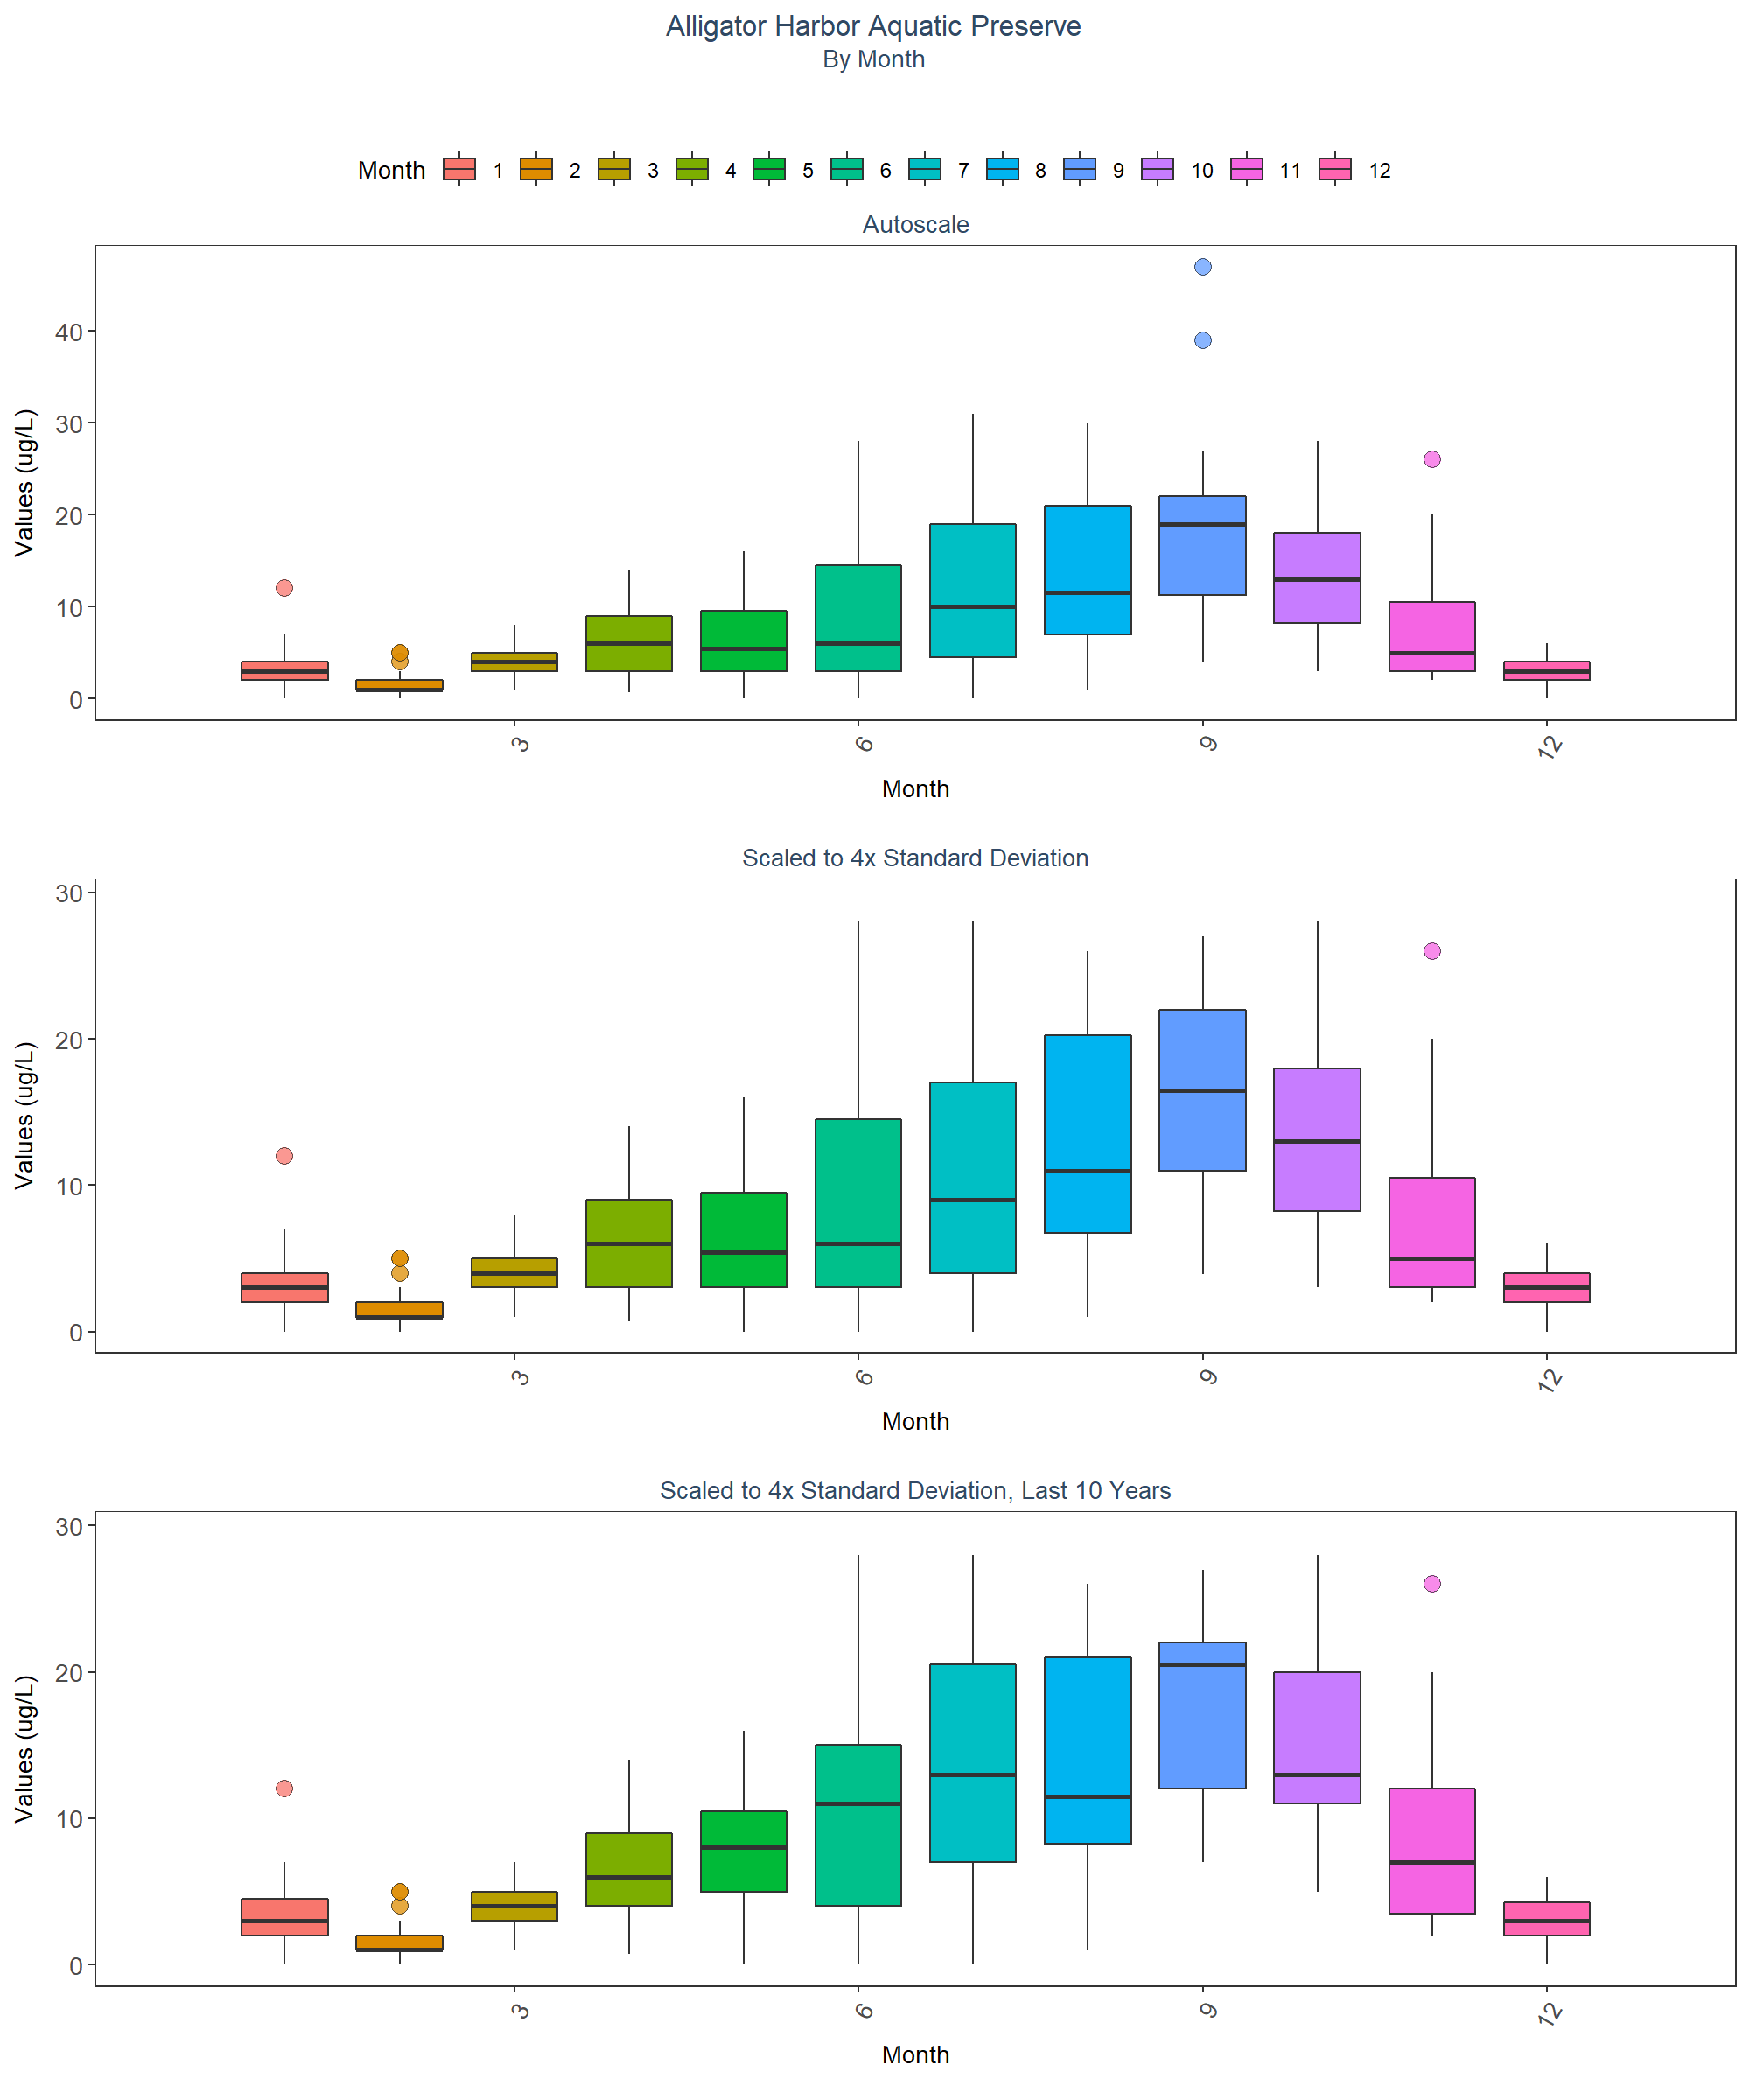 Alligator Harbor Aquatic Preserve
By Month
Month 1 2 3 4 5 6 7 8 9 10 11 12
Autoscale
Values (ug/L)
40
30
20
10
0
3 6 9 12
Month
Scaled to 4x Standard Deviation
Values (ug/L)
30
20
10
0
3 6 9 12
Month
Scaled to 4x Standard Deviation, Last 10 Years
Values (ug/L)
30
20
10
0
3 6 9 12
Month